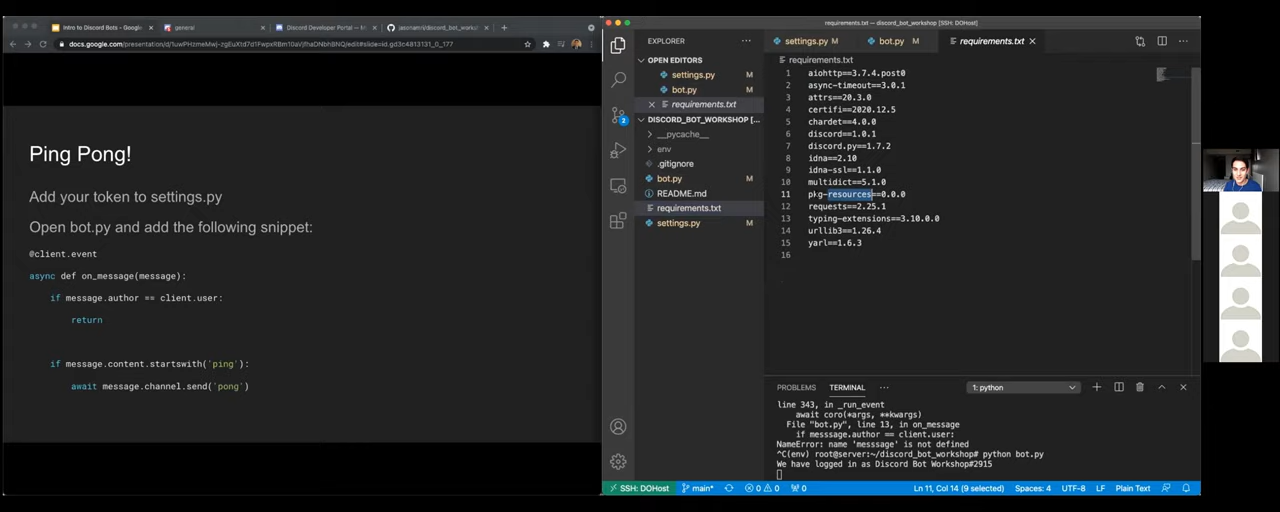 Intro to Discord Bots - Google
general
Discord Developer Portal — M
docs.google.com/presentation/d/
Ping Pong!
Add your token to settings.py
Open bot.py and add the following snippet:
@client.event
async def on_message(message):
if message.author == client.user:
return
if message.content.startswith('ping'):
await message.channel.send('pong')
requirements.txt — discord_bot_workshop [SSH: DOHost]
EXPLORER
OPEN EDITORS
settings.py M
bot.py M
requirements.txt
DISCORD_BOT_WORKSHOP [...
__pycache__
env
.gitignore
bot.py M
README.md
requirements.txt
settings.py M
2
settings.py M
bot.py M
requirements.txt
requirements.txt
1 aiohttp==3.7.4.post0
2 async-timeout==3.0.1
3 attrs==20.3.0
4 certifi==2020.12.5
5 chardet==4.0.0
6 discord==1.0.1
7 discord.py==1.7.2
8 idna==2.10
9 idna-ssl==1.1.0
10 multidict==5.1.0
11 pkg-resources==0.0.0
12 requests==2.25.1
13 typing-extensions==3.10.0.0
14 urllib3==1.26.4
15 yarl==1.6.3
16
PROBLEMS TERMINAL ··· 1: python
line 343, in _run_event
await coro(*args, **kwargs)
File "bot.py", line 13, in on_message
if messsage.author == client.user:
NameError: name 'messsage' is not defined
^C(env) root@server:~/discord_bot_workshop# python bot.py
We have logged in as Discord Bot Workshop#2915
SSH: DOHost main* 0 0 0 Ln 11, Col 14 (9 selected) Spaces: 4 UTF-8 LF Plain Text